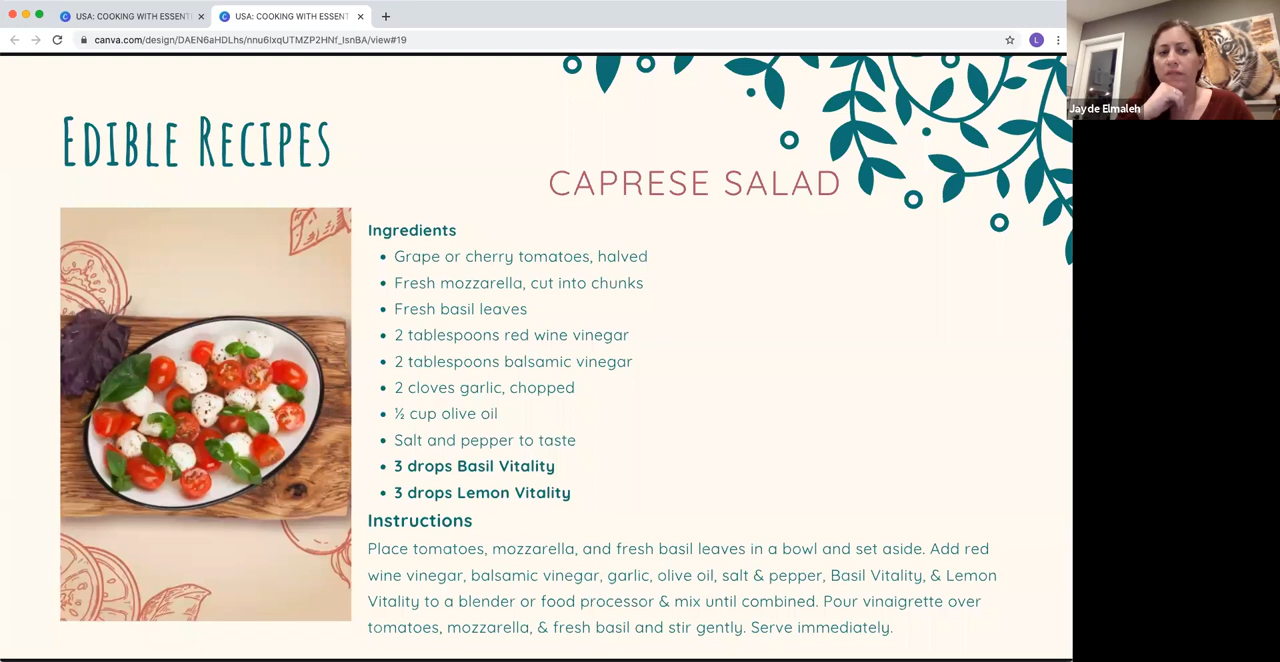 USA: COOKING WITH ESSENT
USA: COOKING WITH ESSENT
canva.com/design/DAEN6aHDLhs/nnu6lxqUTMZP2HNf_lsnBA/view#19
L
Jayde Elmaleh
EDIBLE RECIPES
CAPRESE SALAD
Ingredients
• Grape or cherry tomatoes, halved
• Fresh mozzarella, cut into chunks
• Fresh basil leaves
• 2 tablespoons red wine vinegar
• 2 tablespoons balsamic vinegar
• 2 cloves garlic, chopped
• ½ cup olive oil
• Salt and pepper to taste
• 3 drops Basil Vitality
• 3 drops Lemon Vitality
Instructions
Place tomatoes, mozzarella, and fresh basil leaves in a bowl and set aside. Add red
wine vinegar, balsamic vinegar, garlic, olive oil, salt & pepper, Basil Vitality, & Lemon
Vitality to a blender or food processor & mix until combined. Pour vinaigrette over
tomatoes, mozzarella, & fresh basil and stir gently. Serve immediately.